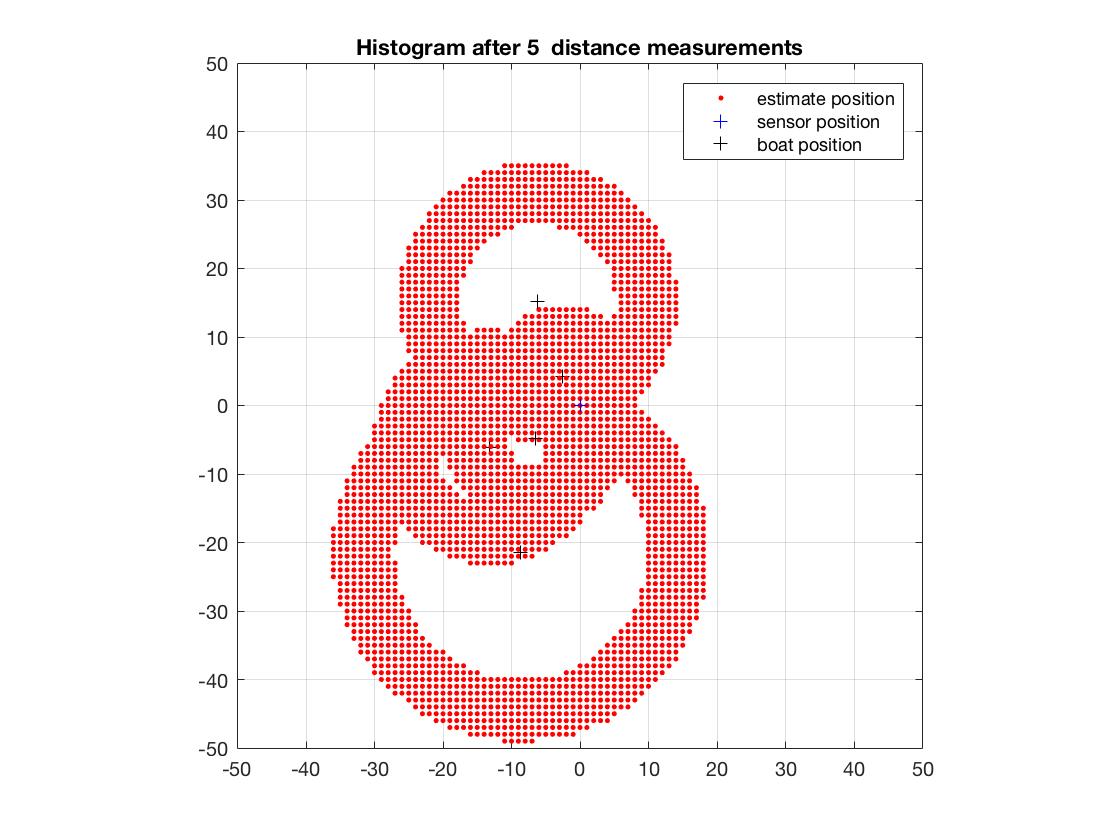 Histogram after 5 distance measurements
estimate position
sensor position
boat position
50
40
30
20
10
0
-10
-20
-30
-40
-50
-50 -40 -30 -20 -10 0 10 20 30 40 50